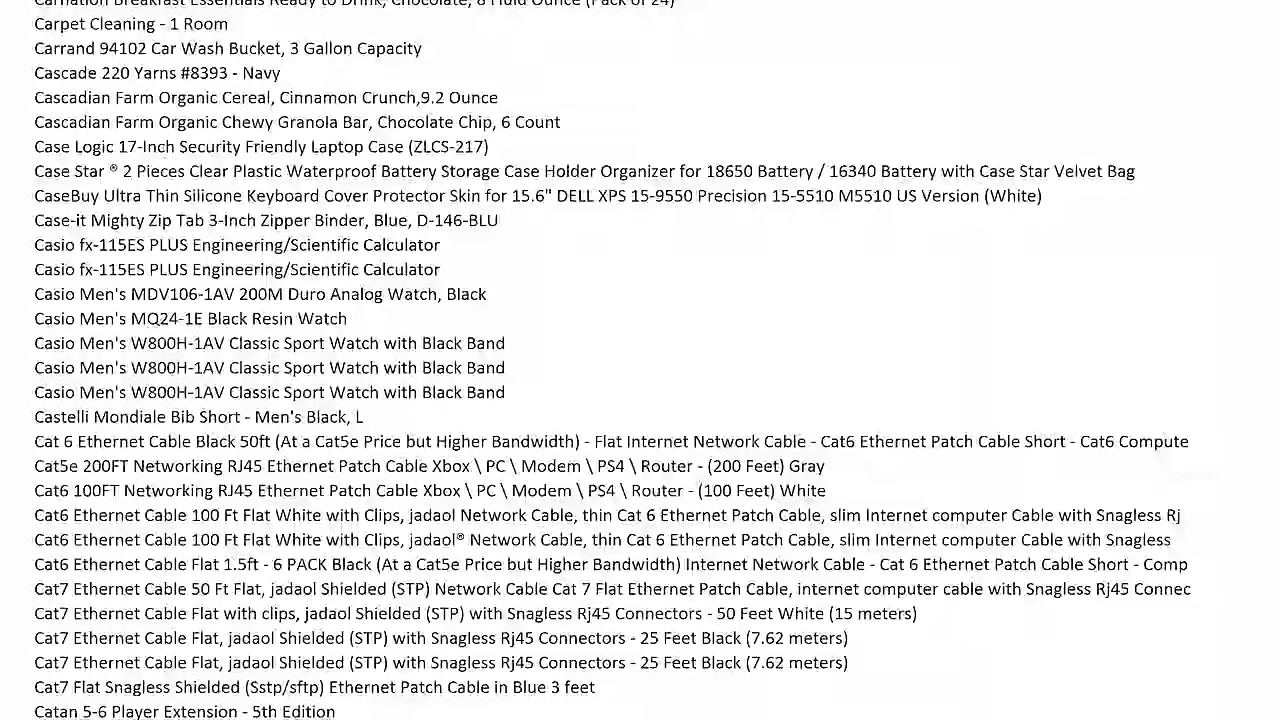 Carnation Breakfast Essentials Ready to Drink, Chocolate, 8 Fluid Ounce (Pack of 24)
Carpet Cleaning - 1 Room
Carrand 94102 Car Wash Bucket, 3 Gallon Capacity
Cascade 220 Yarns #8393 - Navy
Cascadian Farm Organic Cereal, Cinnamon Crunch,9.2 Ounce
Cascadian Farm Organic Chewy Granola Bar, Chocolate Chip, 6 Count
Case Logic 17-Inch Security Friendly Laptop Case (ZLCS-217)
Case Star ® 2 Pieces Clear Plastic Waterproof Battery Storage Case Holder Organizer for 18650 Battery / 16340 Battery with Case Star Velvet Bag
CaseBuy Ultra Thin Silicone Keyboard Cover Protector Skin for 15.6" DELL XPS 15-9550 Precision 15-5510 M5510 US Version (White)
Case-it Mighty Zip Tab 3-Inch Zipper Binder, Blue, D-146-BLU
Casio fx-115ES PLUS Engineering/Scientific Calculator
Casio fx-115ES PLUS Engineering/Scientific Calculator
Casio Men's MDV106-1AV 200M Duro Analog Watch, Black
Casio Men's MQ24-1E Black Resin Watch
Casio Men's W800H-1AV Classic Sport Watch with Black Band
Casio Men's W800H-1AV Classic Sport Watch with Black Band
Casio Men's W800H-1AV Classic Sport Watch with Black Band
Castelli Mondiale Bib Short - Men's Black, L
Cat 6 Ethernet Cable Black 50ft (At a Cat5e Price but Higher Bandwidth) - Flat Internet Network Cable - Cat6 Ethernet Patch Cable Short - Cat6 Compute
Cat5e 200FT Networking RJ45 Ethernet Patch Cable Xbox \ PC \ Modem \ PS4 \ Router - (200 Feet) Gray
Cat6 100FT Networking RJ45 Ethernet Patch Cable Xbox \ PC \ Modem \ PS4 \ Router - (100 Feet) White
Cat6 Ethernet Cable 100 Ft Flat White with Clips, jadaol Network Cable, thin Cat 6 Ethernet Patch Cable, slim Internet computer Cable with Snagless Rj
Cat6 Ethernet Cable 100 Ft Flat White with Clips, jadaol® Network Cable, thin Cat 6 Ethernet Patch Cable, slim Internet computer Cable with Snagless
Cat6 Ethernet Cable Flat 1.5ft - 6 PACK Black (At a Cat5e Price but Higher Bandwidth) Internet Network Cable - Cat 6 Ethernet Patch Cable Short - Comp
Cat7 Ethernet Cable 50 Ft Flat, jadaol Shielded (STP) Network Cable Cat 7 Flat Ethernet Patch Cable, internet computer cable with Snagless Rj45 Connec
Cat7 Ethernet Cable Flat with clips, jadaol Shielded (STP) with Snagless Rj45 Connectors - 50 Feet White (15 meters)
Cat7 Ethernet Cable Flat, jadaol Shielded (STP) with Snagless Rj45 Connectors - 25 Feet Black (7.62 meters)
Cat7 Ethernet Cable Flat, jadaol Shielded (STP) with Snagless Rj45 Connectors - 25 Feet Black (7.62 meters)
Cat7 Flat Snagless Shielded (Sstp/sftp) Ethernet Patch Cable in Blue 3 feet
Catan 5-6 Player Extension - 5th Edition